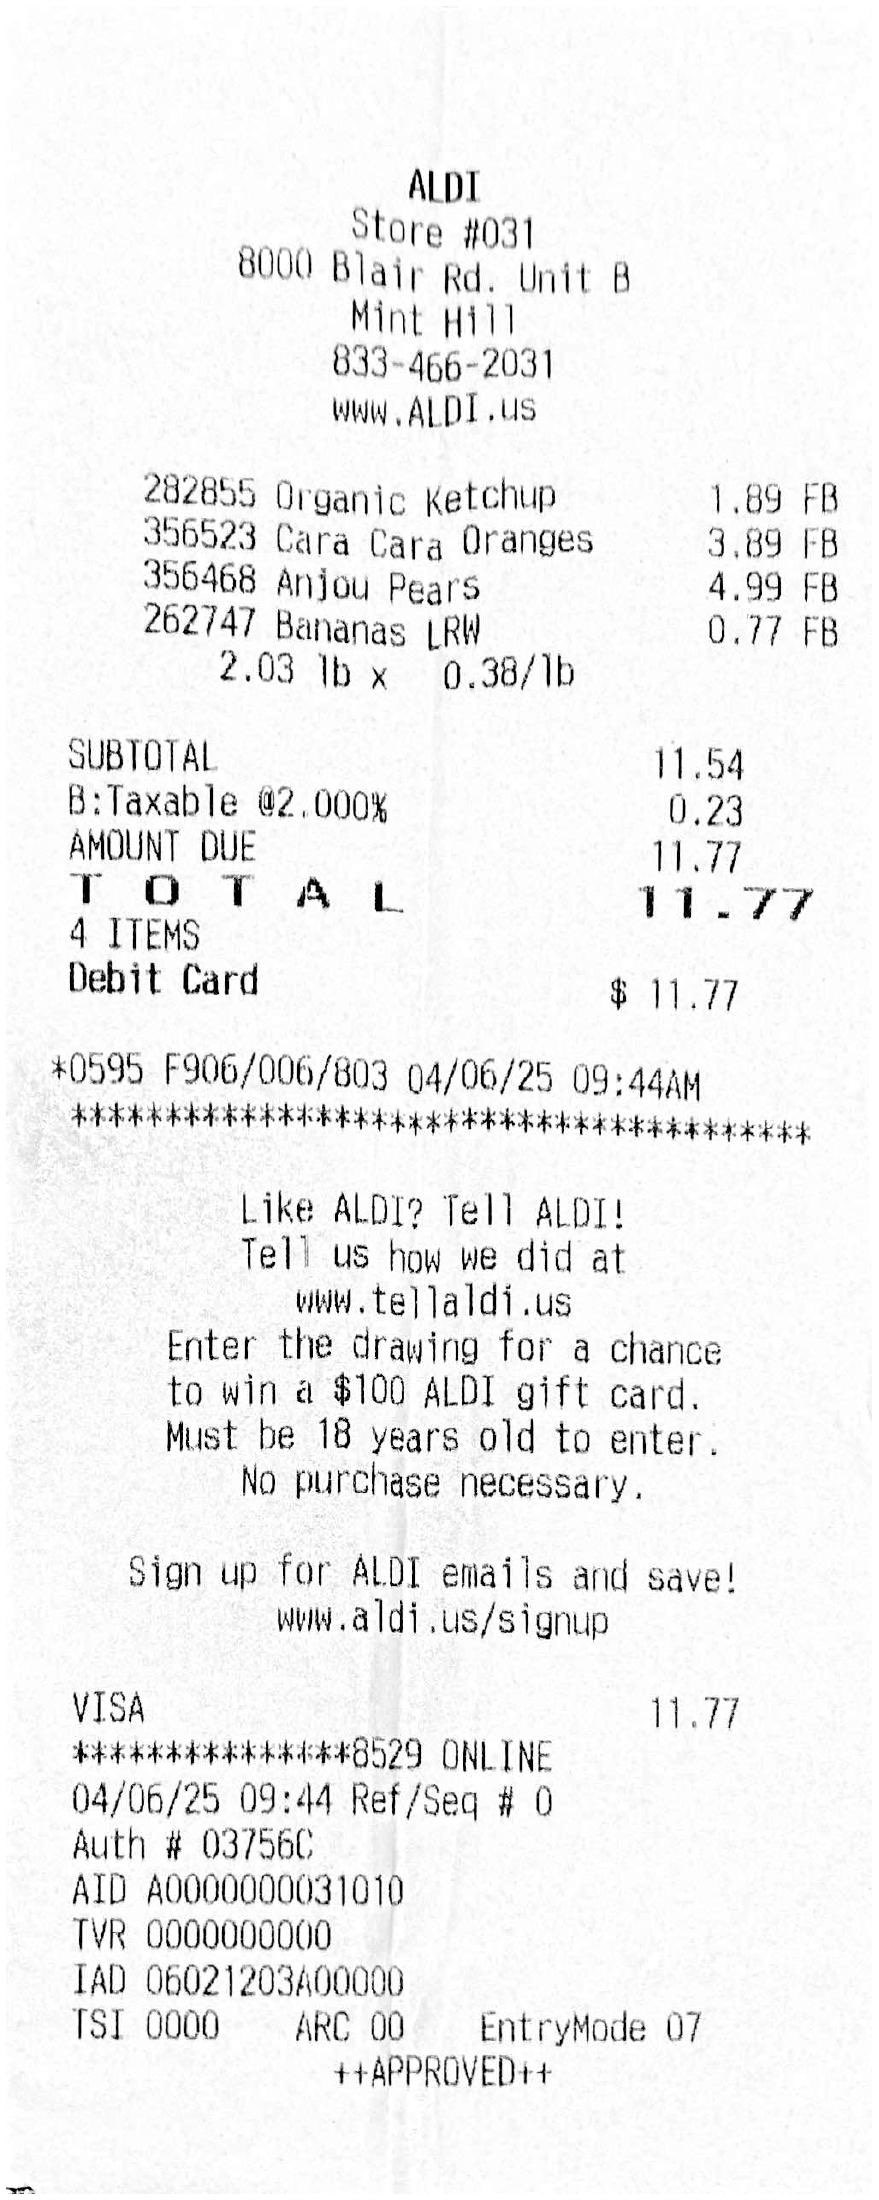 ALDI
Store #031
8000 Blair Rd. Unit B
Mint Hill
833-466-2031
www.ALDI.us
282855 Organic Ketchup 1.89 FB
356523 Cara Cara Oranges 3.89 FB
356468 Anjou Pears 4.99 FB
262747 Bananas LRW 0.77 FB
2.03 lb x 0.38/lb
SUBTOTAL 11.54
B:Taxable @2.000% 0.23
AMOUNT DUE 11.77
T O T A L 11.77
4 ITEMS
Debit Card $ 11.77
*0595 F906/006/803 04/06/25 09:44AM
****************************************
Like ALDI? Tell ALDI!
Tell us how we did at
www.tellaldi.us
Enter the drawing for a chance
to win a $100 ALDI gift card.
Must be 18 years old to enter.
No purchase necessary.
Sign up for ALDI emails and save!
www.aldi.us/signup
VISA 11.77
***************8529 ONLINE
04/06/25 09:44 Ref/Seq # 0
Auth # 03756C
AID A0000000031010
TVR 0000000000
IAD 06021203A00000
TSI 0000 ARC 00 EntryMode 07
++APPROVED++